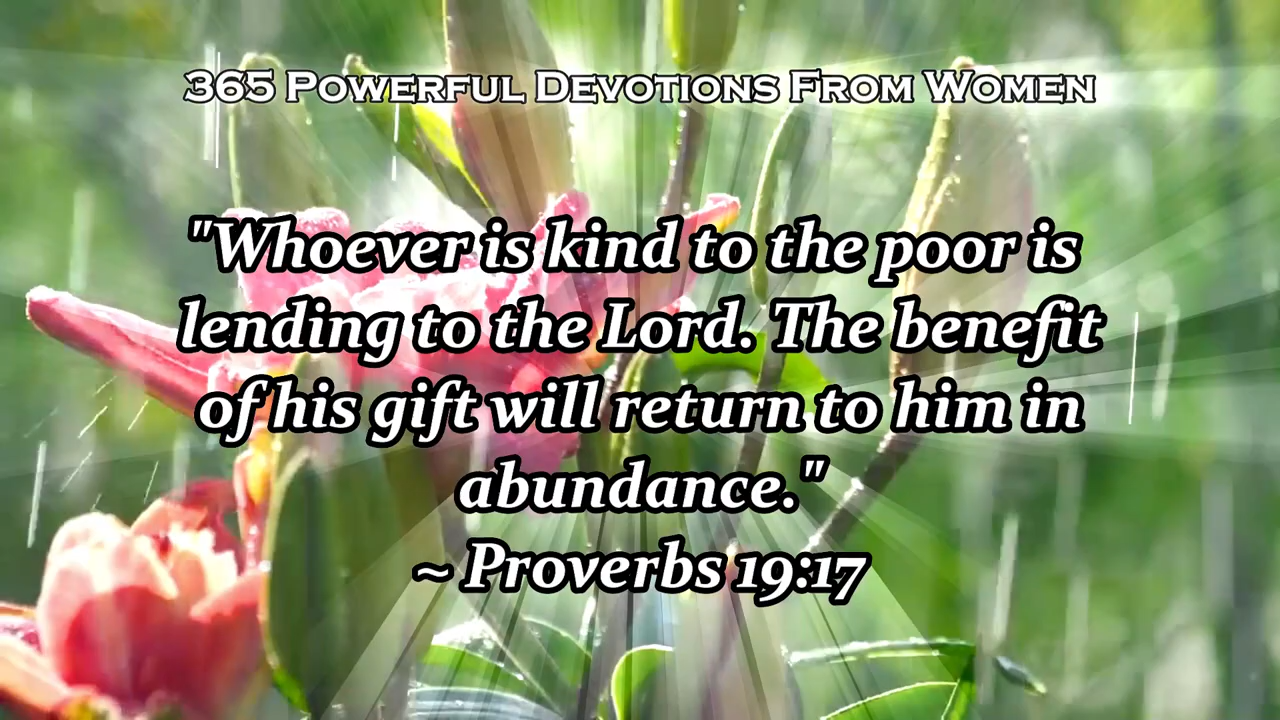 365 Powerful Devotions From Women
"Whoever is kind to the poor is
lending to the Lord. The benefit
of his gift will return to him in
abundance."
~ Proverbs 19:17